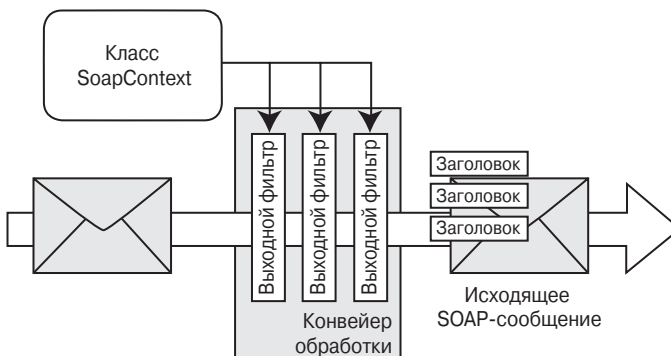 Класс
SoapContext
Выходной фильтр
Выходной фильтр
Выходной фильтр
Заголовок
Заголовок
Заголовок
Конвейер
обработки
Исходящее
SOAP-сообщение